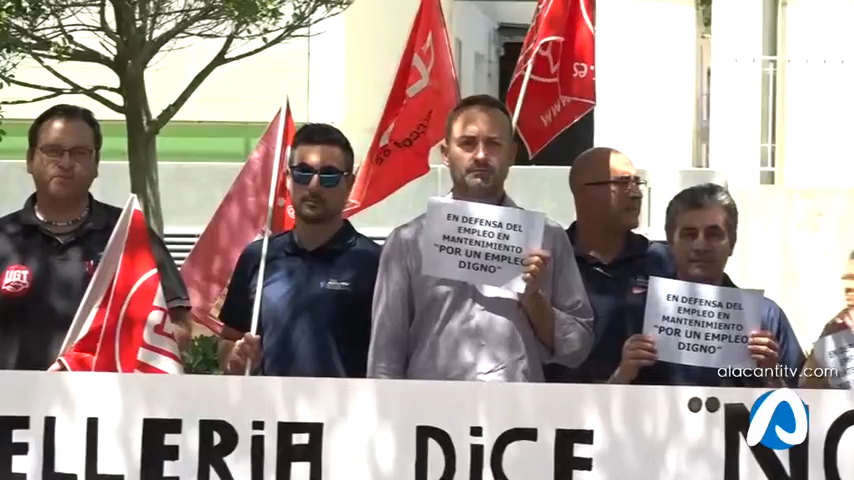 UGT
EN DEFENSA DEL
EMPLEO EN
MANTENIMIENTO
"POR UN EMPLEO
DIGNO"
EN DEFENSA DEL
EMPLEO EN
MANTENIMIENTO
"POR UN EMPLEO
DIGNO"
alacantitv.com
ELLERiA DiCE "NO